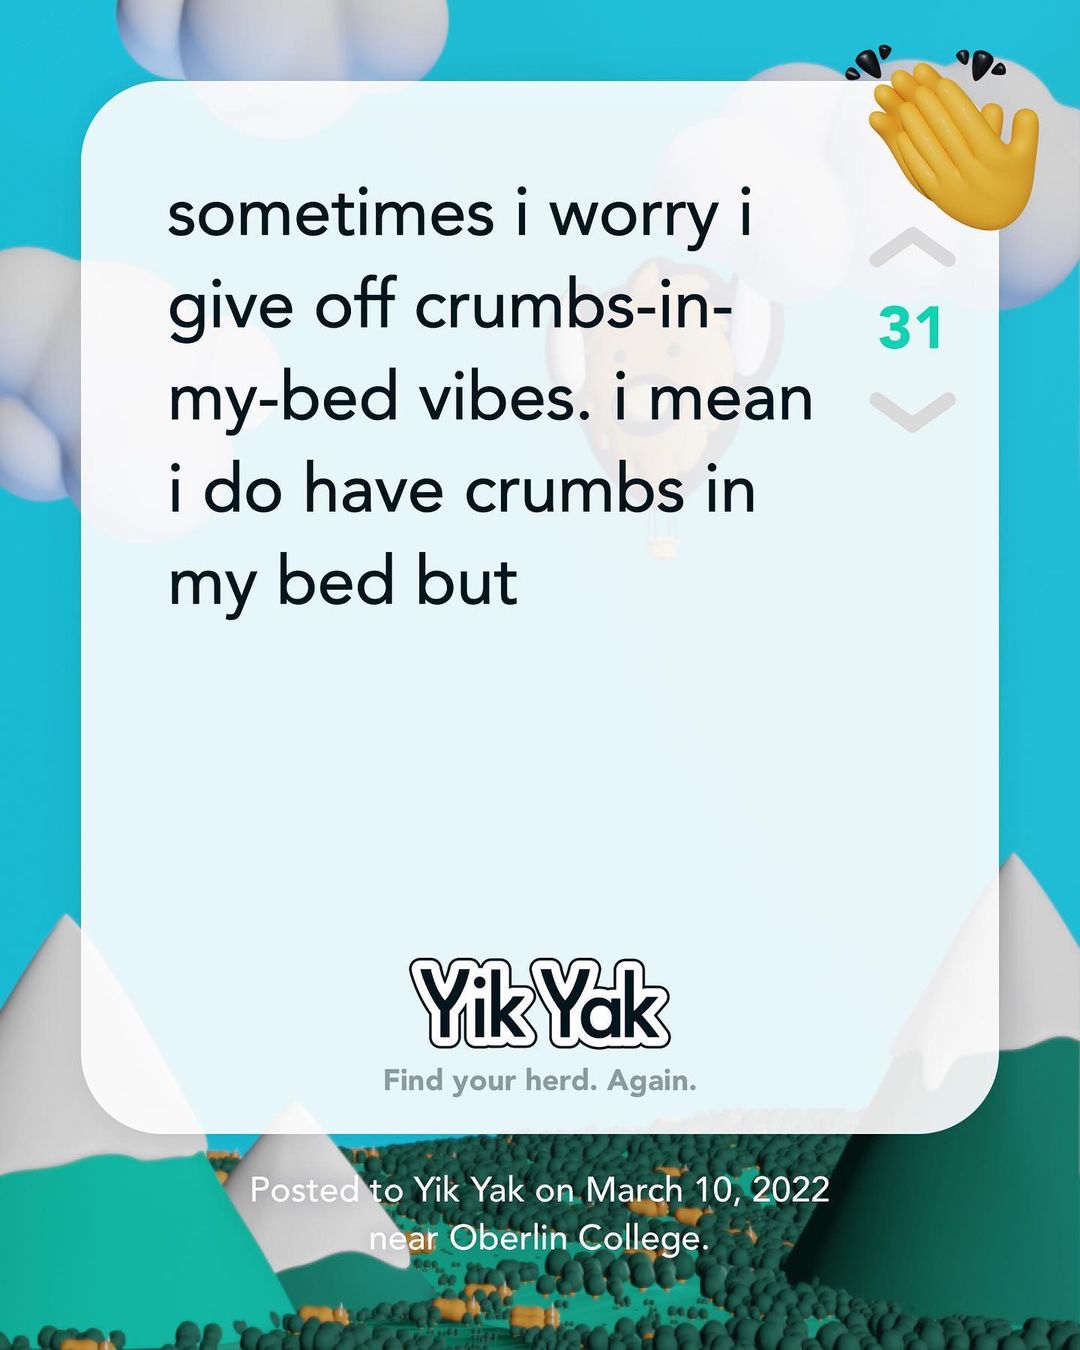 sometimes i worry i
give off crumbs-in-
my-bed vibes. i mean
i do have crumbs in
my bed but
31
Yik Yak
Find your herd. Again.
Posted to Yik Yak on March 10, 2022
near Oberlin College.